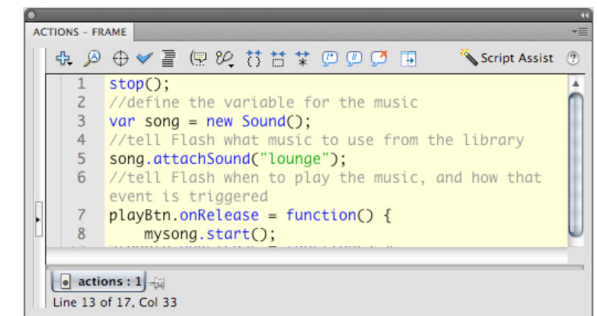 ACTIONS – FRAME
Script Assist
1 stop();
2 //define the variable for the music
3 var song = new Sound();
4 //tell Flash what music to use from the library
5 song.attachSound("lounge");
6 //tell Flash when to play the music, and how that
event is triggered
7 playBtn.onRelease = function() {
8 mysong.start();
actions : 1
Line 13 of 17, Col 33